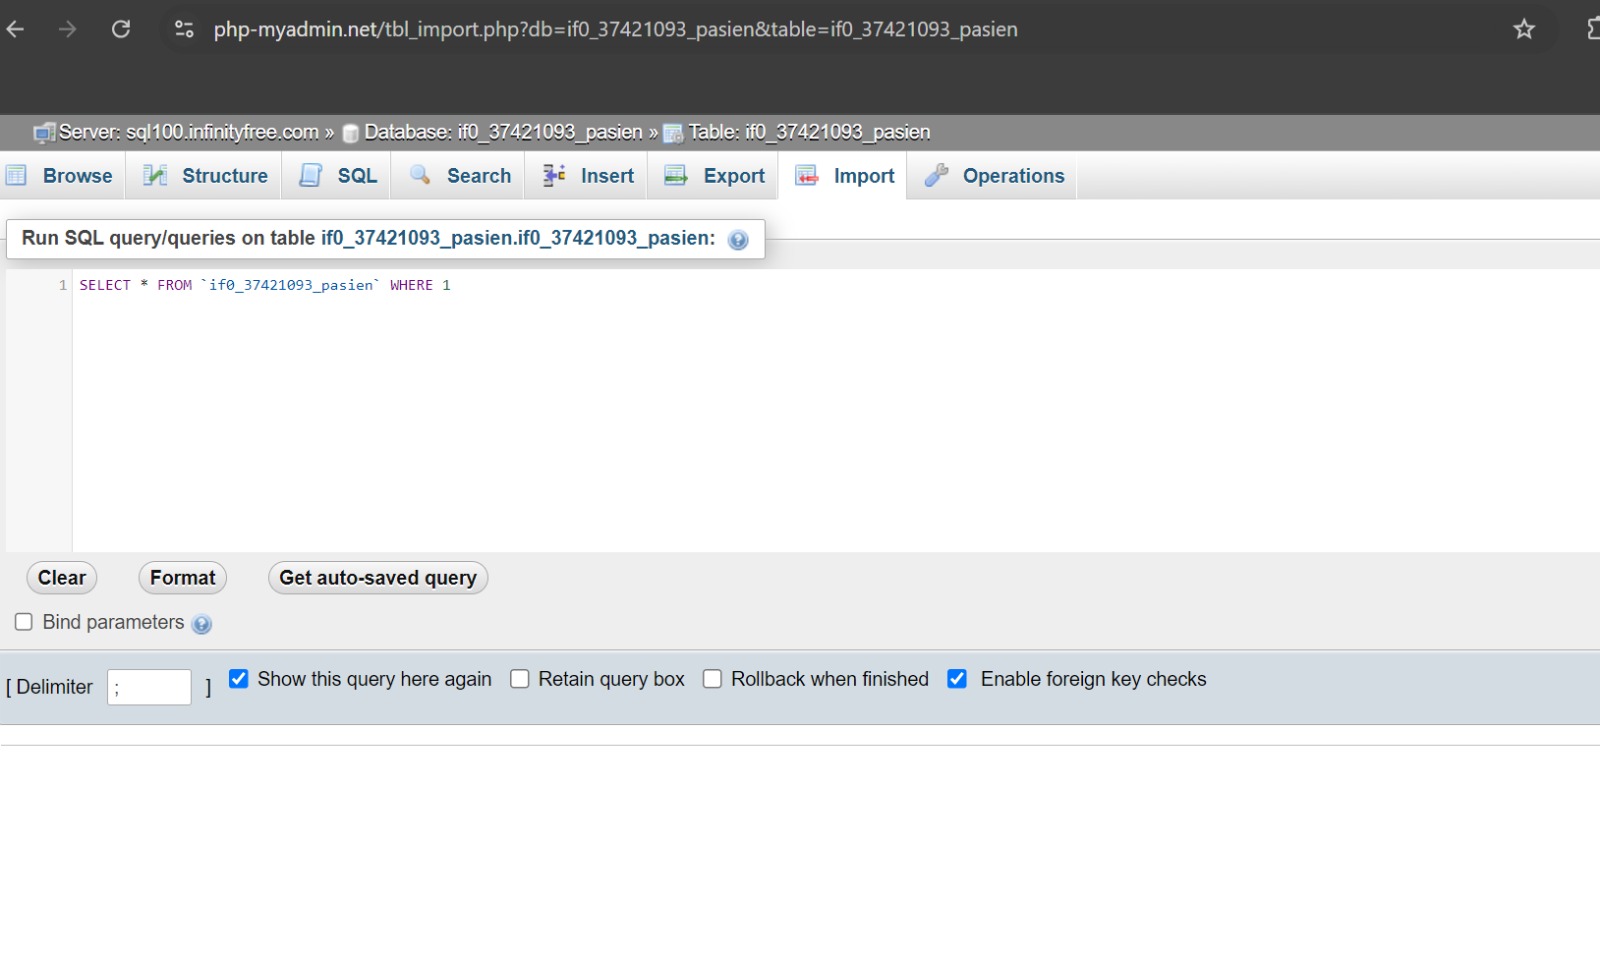 php-myadmin.net/tbl_import.php?db=if0_37421093_pasien&table=if0_37421093_pasien
Server: sql100.infinityfree.com » Database: if0_37421093_pasien » Table: if0_37421093_pasien
Browse Structure SQL Search Insert Export Import Operations
Run SQL query/queries on table if0_37421093_pasien.if0_37421093_pasien:
1 SELECT * FROM `if0_37421093_pasien` WHERE 1
Clear Format Get auto-saved query
Bind parameters
[ Delimiter ; ] Show this query here again Retain query box Rollback when finished Enable foreign key checks